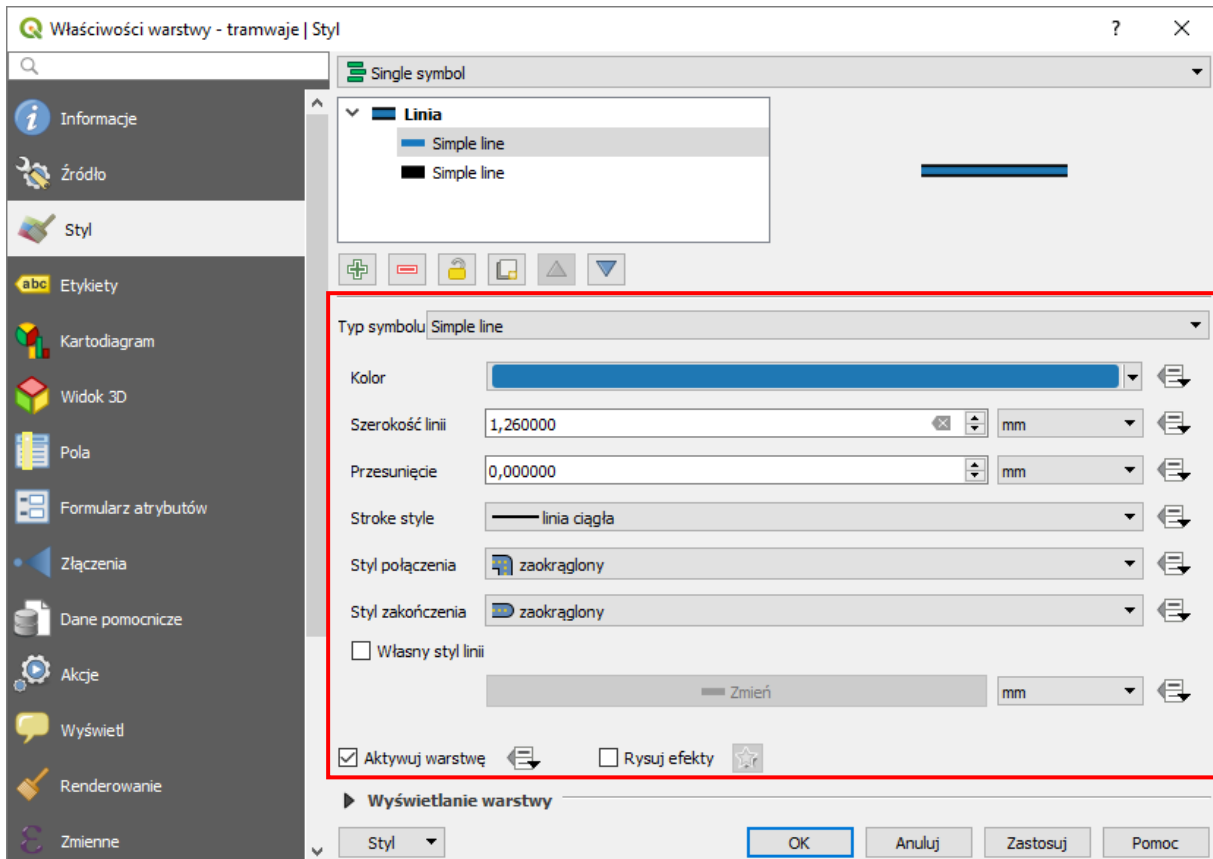 Właściwości warstwy - tramwaje | Styl
?
Single symbol
Informacje
Źródło
Styl
Etykiety
abc
Kartodiagram
Widok 3D
Pola
Formularz atrybutów
Złączenia
Dane pomocnicze
Akcje
Wyświetl
Renderowanie
Zmienne
Linia
Simple line
Simple line
Typ symbolu Simple line
Kolor
Szerokość linii 1,260000 mm
Przesunięcie 0,000000 mm
Stroke style linia ciągła
Styl połączenia zaokrąglony
Styl zakończenia zaokrąglony
Własny styl linii
Zmień mm
Aktywuj warstwę Rysuj efekty
Wyświetlanie warstwy
Styl OK Anuluj Zastosuj Pomoc